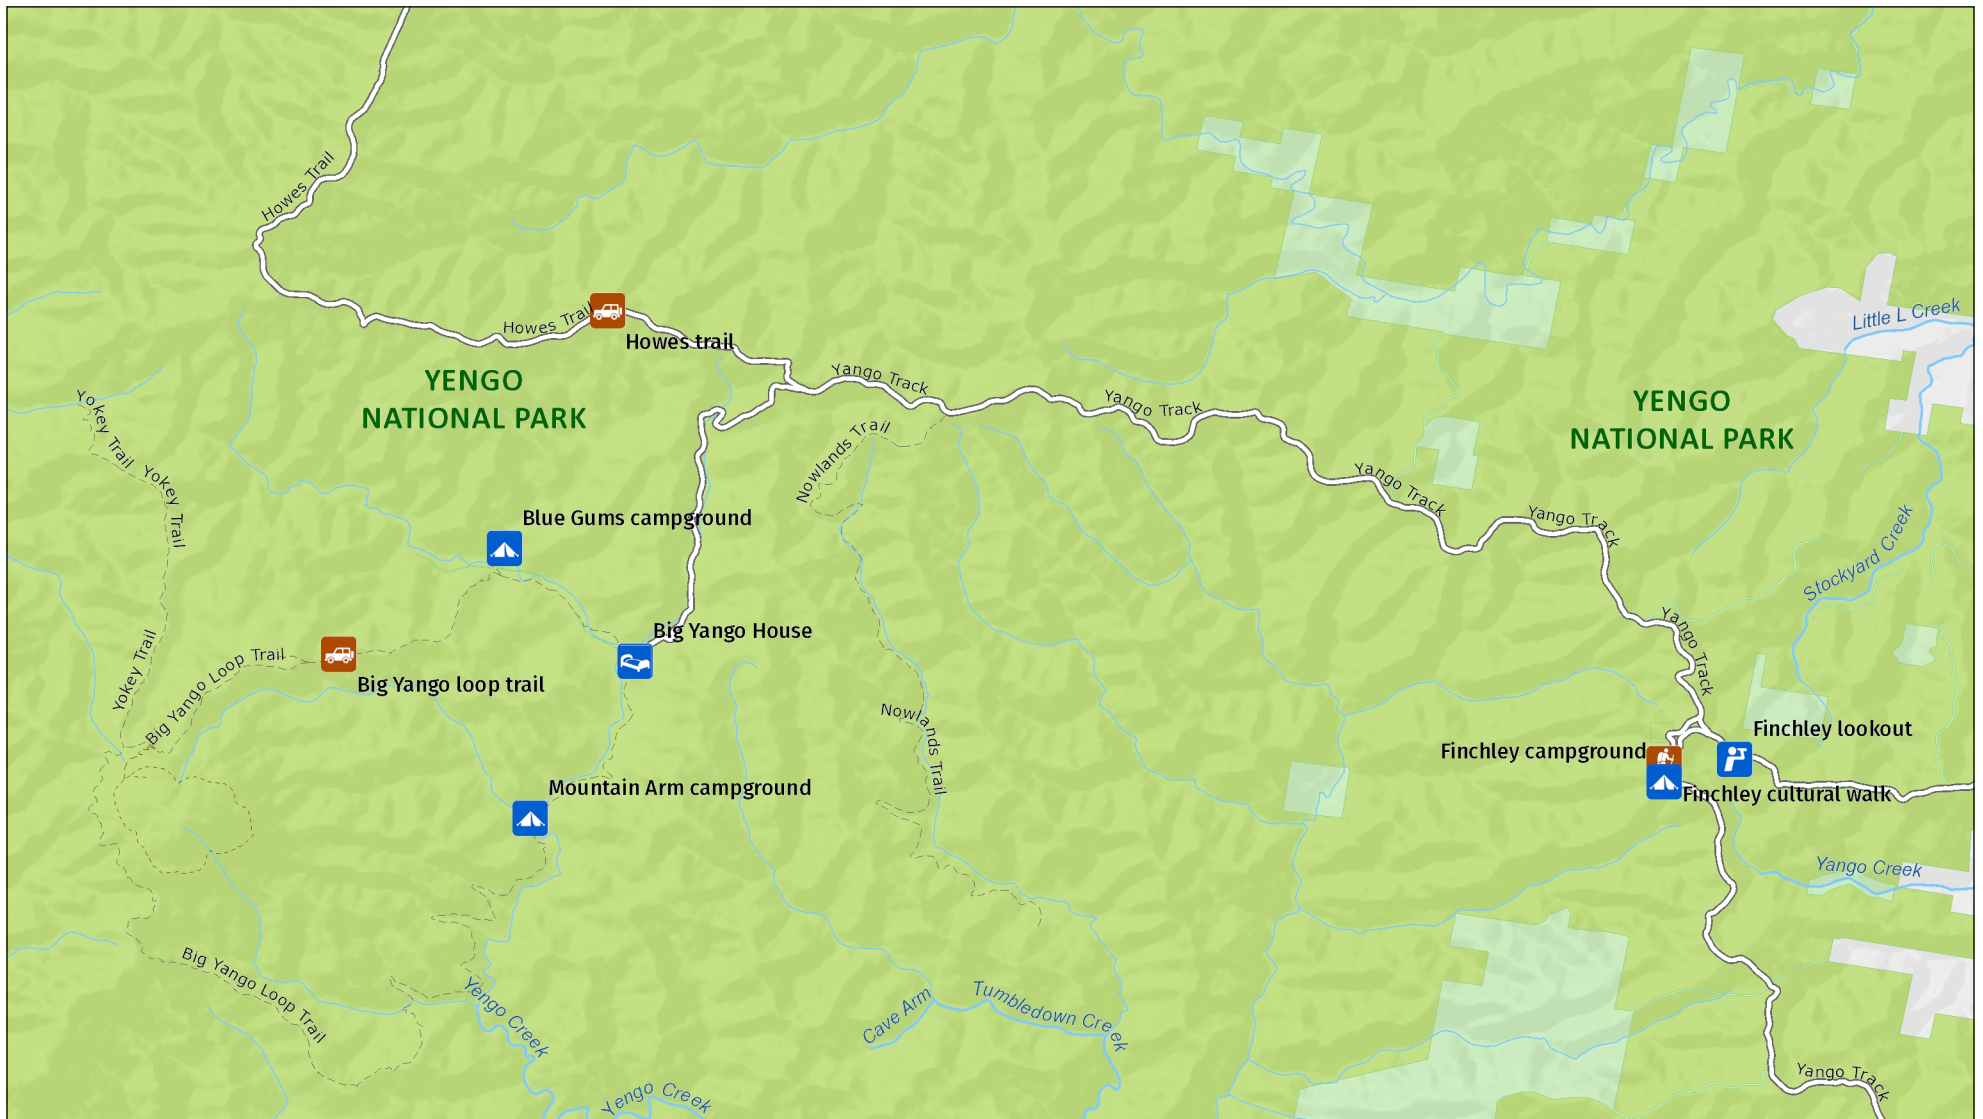 Howes Trail
Little L Creek
Howes Trail
Howes trail
Yango Track
YENGO
NATIONAL PARK
Yango Track
YENGO
NATIONAL PARK
Yokey Trail
Nowlands Trail
Yokey Trail
Yango Track
Blue Gums campground
Yango Track
Stockyard Creek
Big Yango House
Yango Track
Yokey Trail
Big Yango Loop Trail
Big Yango loop trail
Nowlands Trail
Finchley lookout
Finchley campground
Mountain Arm campground
Finchley cultural walk
Yango Creek
Big Yango Loop Trail
Yengo Creek
Cave Arm
Tumbledown Creek
Yengo Creek
Yango Track